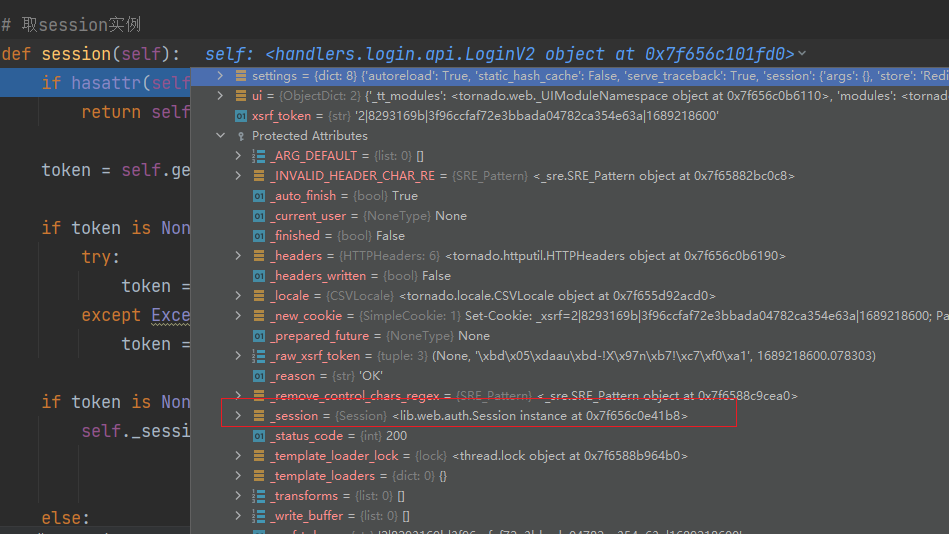 # 取session实例
def session(self):   self: <handlers.login.api.LoginV2 object at 0x7f656c101fd0>
if hasattr(self
return self
token = self.ge
if token is Non
try:
token =
except Exce
token =
if token is Non
self._sessi
else:
settings = {dict: 8} {'autoreload': True, 'static_hash_cache': False, 'serve_traceback': True, 'session': {'args': {}, 'store': 'Redi
ui = {ObjectDict: 2} {'_tt_modules': <tornado.web._UIModuleNamespace object at 0x7f656c0b6110>, 'modules': <tornad
xsrf_token = {str} '2|8293169b|3f96ccfaf72e3bbada04782ca354e63a|1689218600'
Protected Attributes
_ARG_DEFAULT = {list: 0} []
_INVALID_HEADER_CHAR_RE = {SRE_Pattern} <_sre.SRE_Pattern object at 0x7f65882bc0c8>
_auto_finish = {bool} True
_current_user = {NoneType} None
_finished = {bool} False
_headers = {HTTPHeaders: 6} <tornado.httputil.HTTPHeaders object at 0x7f656c0b6190>
_headers_written = {bool} False
_locale = {CSVLocale} <tornado.locale.CSVLocale object at 0x7f655d92acd0>
_new_cookie = {SimpleCookie: 1} Set-Cookie: _xsrf=2|8293169b|3f96ccfaf72e3bbada04782ca354e63a|1689218600; Pa
_prepared_future = {NoneType} None
_raw_xsrf_token = {tuple: 3} (None, '\xbd\x05\xdaau\xbd-!X\x97n\xb7!\xc7\xf0\xa1', 1689218600.078303)
_reason = {str} 'OK'
_remove_control_chars_regex = {SRE_Pattern} <_sre.SRE_Pattern object at 0x7f6588c9cea0>
_session = {Session} <lib.web.auth.Session instance at 0x7f656c0e41b8>
_status_code = {int} 200
_template_loader_lock = {lock} <thread.lock object at 0x7f6588b964b0>
_template_loaders = {dict: 0} {}
_transforms = {list: 0} []
_write_buffer = {list: 0} []